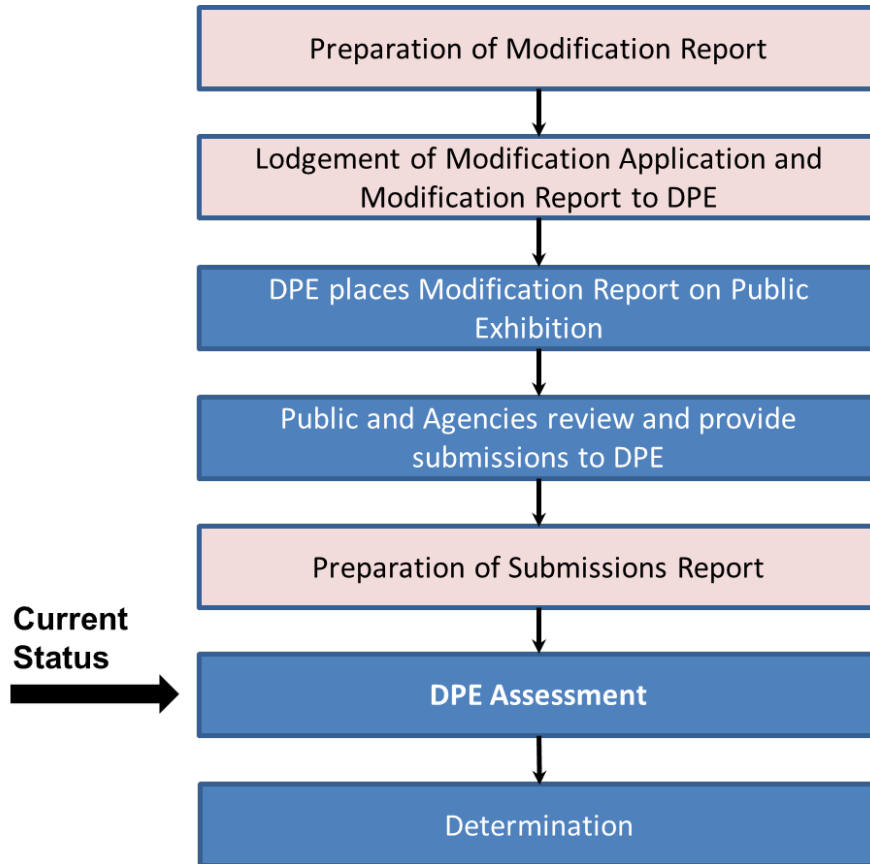 Preparation of Modification Report
Lodgement of Modification Application and
Modification Report to DPE
DPE places Modification Report on Public
Exhibition
Public and Agencies review and provide
submissions to DPE
Preparation of Submissions Report
Current
Status
DPE Assessment
Determination